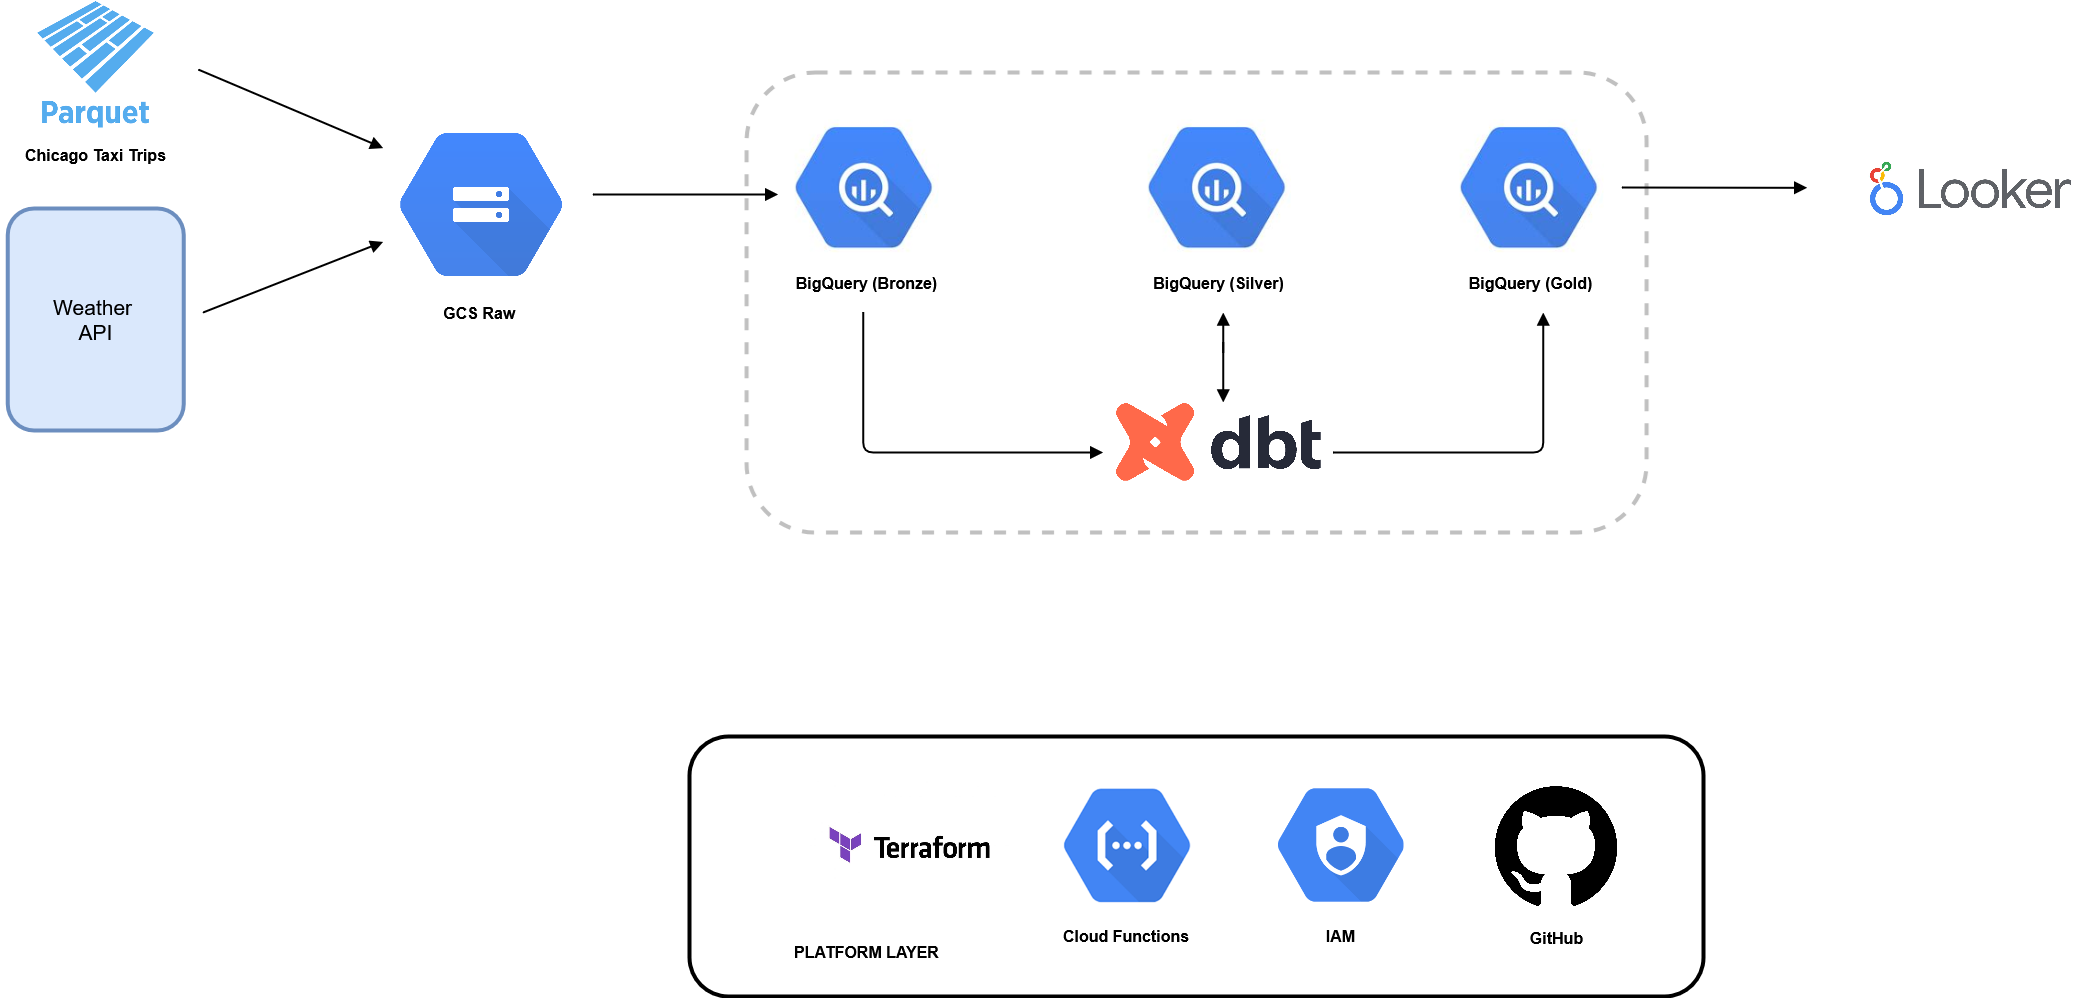 Parquet
Chicago Taxi Trips
Weather
API
GCS Raw
BigQuery (Bronze)
BigQuery (Silver)
BigQuery (Gold)
dbt
Looker
Terraform
PLATFORM LAYER
Cloud Functions
IAM
GitHub